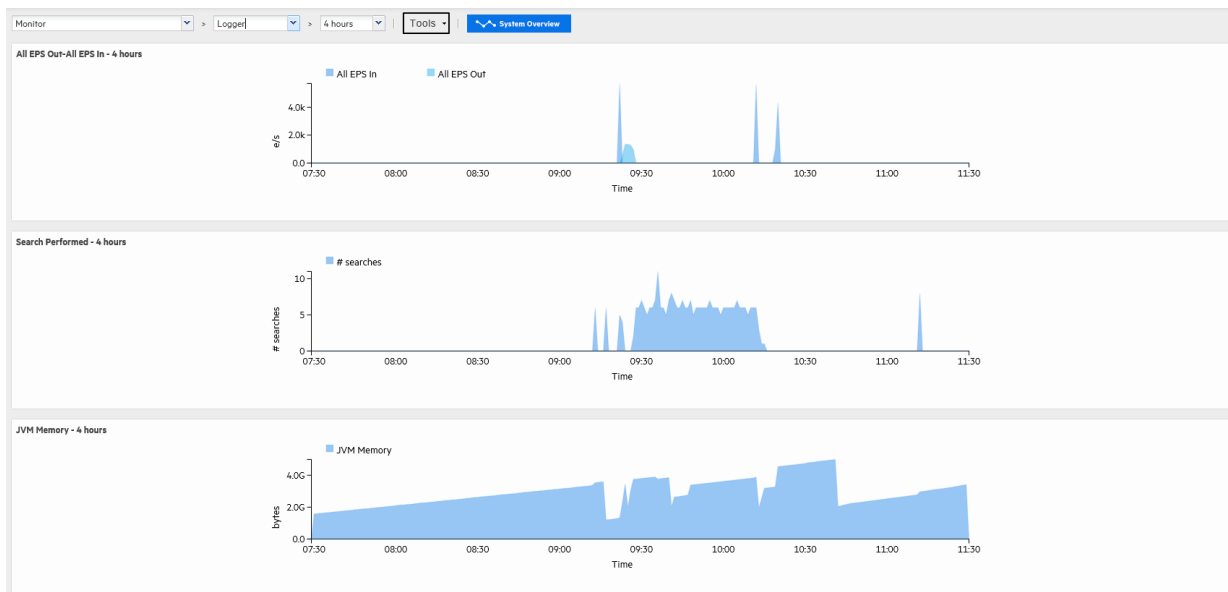 Monitor > Logger > 4 hours | Tools | System Overview
All EPS Out-All EPS In - 4 hours
All EPS In All EPS Out
4.0k
2.0k
0.0
e/s
07:30 08:00 08:30 09:00 09:30 10:00 10:30 11:00 11:30
Time
Search Performed - 4 hours
# searches
10
5
0
# searches
07:30 08:00 08:30 09:00 09:30 10:00 10:30 11:00 11:30
Time
JVM Memory - 4 hours
JVM Memory
4.0G
2.0G
0.0
bytes
07:30 08:00 08:30 09:00 09:30 10:00 10:30 11:00 11:30
Time